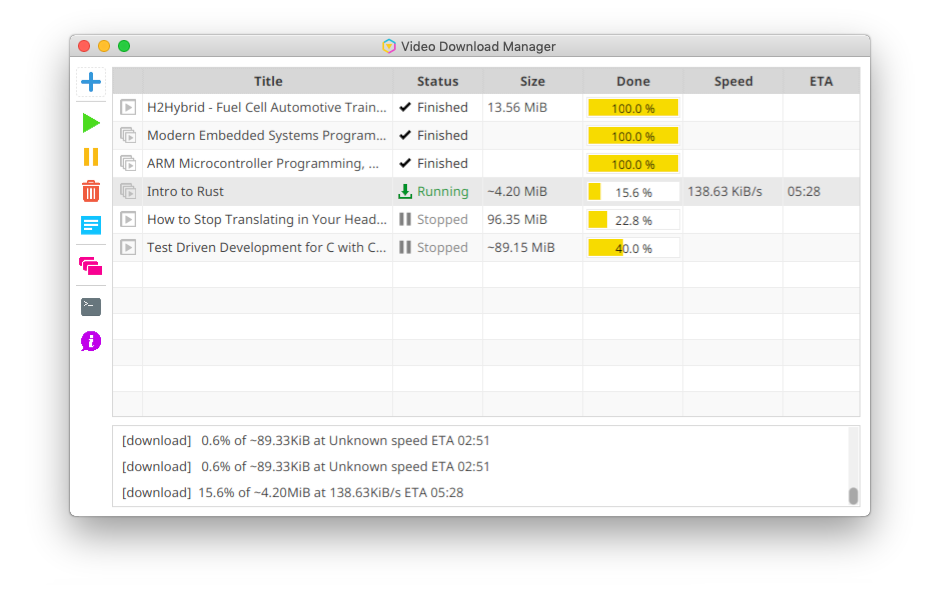 Video Download Manager
Title Status Size Done Speed ETA
H2Hybrid - Fuel Cell Automotive Train... Finished 13.56 MiB 100.0 %
Modern Embedded Systems Program... Finished 100.0 %
ARM Microcontroller Programming, ... Finished 100.0 %
Intro to Rust Running ~4.20 MiB 15.6 % 138.63 KiB/s 05:28
How to Stop Translating in Your Head... Stopped 96.35 MiB 22.8 %
Test Driven Development for C with C... Stopped ~89.15 MiB 40.0 %
[download] 0.6% of ~89.33KiB at Unknown speed ETA 02:51
[download] 0.6% of ~89.33KiB at Unknown speed ETA 02:51
[download] 15.6% of ~4.20MiB at 138.63KiB/s ETA 05:28